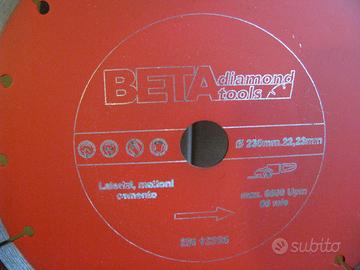 BETA diamond
tools
Ø 230mm.22,23mm
Laterizi, mattoni
cemento
max. 6600 Upm
80 m/s
EN 13236
subito